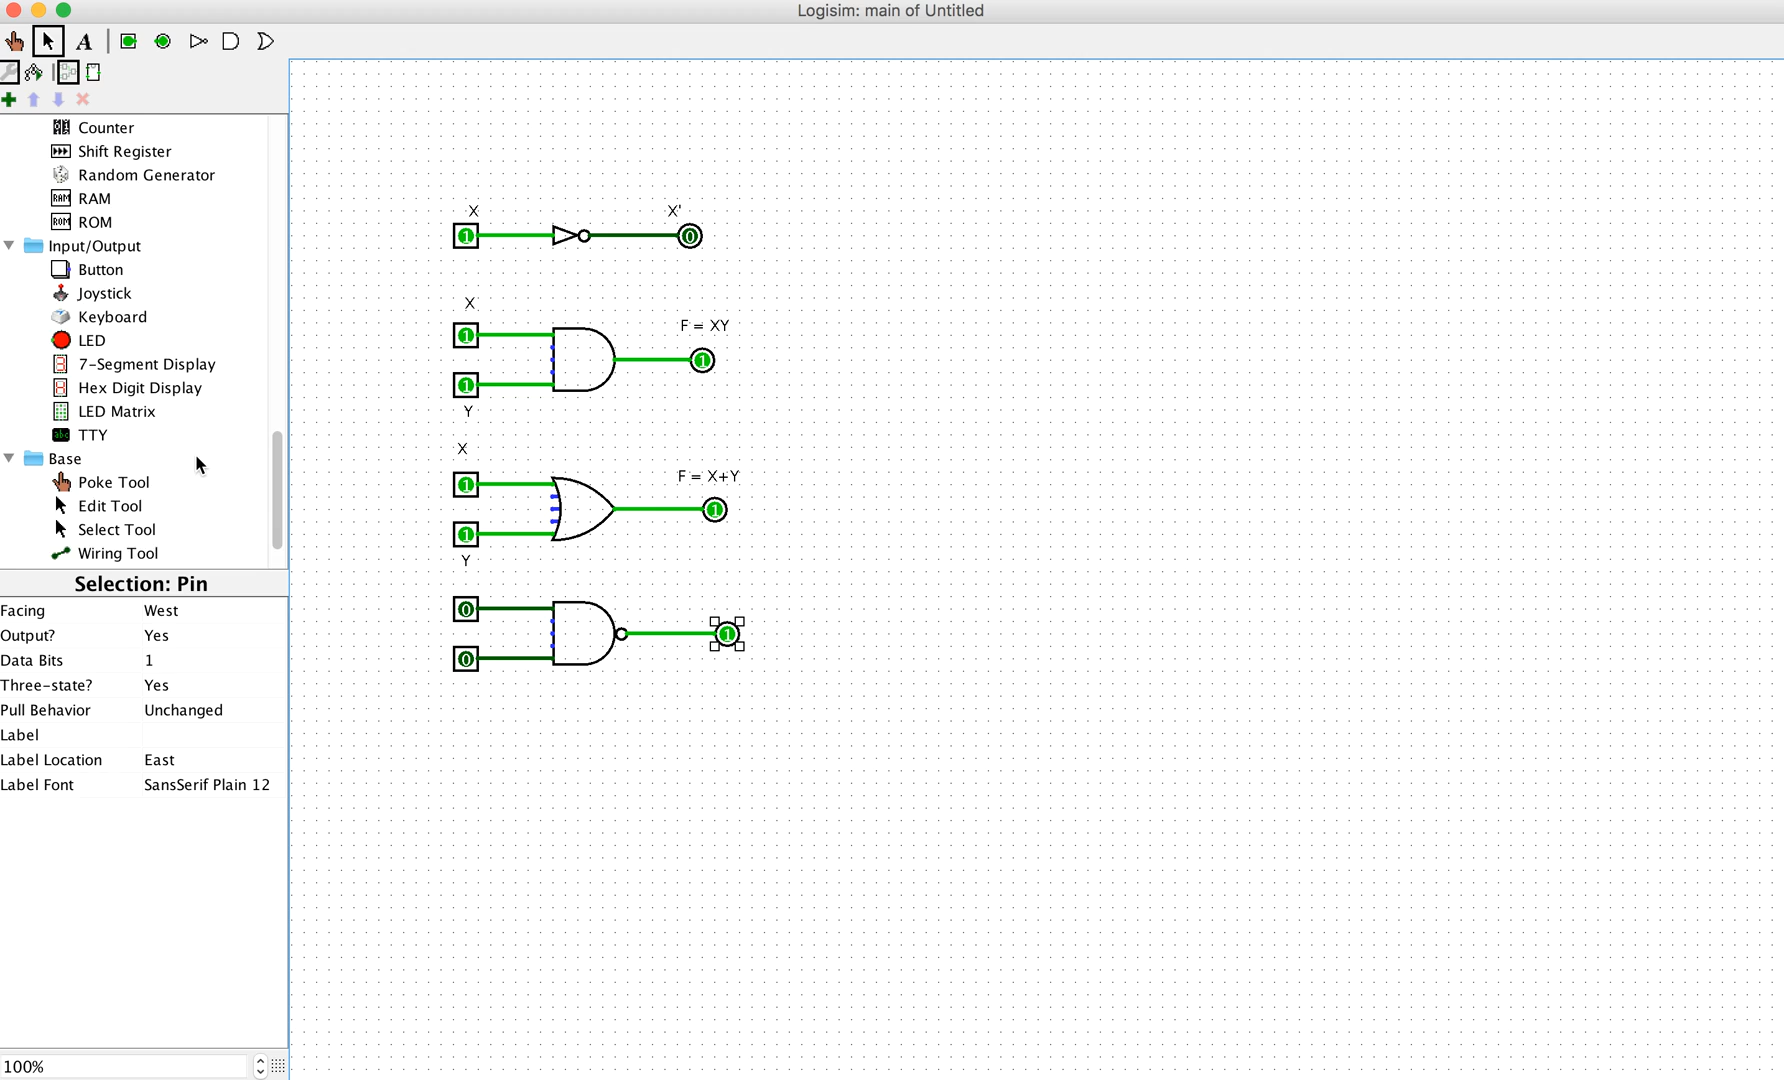 Logisim: main of Untitled
A
Counter
Shift Register
Random Generator
RAM
RAM
ROM
ROM
Input/Output
Button
Joystick
Keyboard
LED
7-Segment Display
Hex Digit Display
LED Matrix
abc
TTY
Base
Poke Tool
Edit Tool
Select Tool
Wiring Tool
Selection: Pin
Facing West
Output? Yes
Data Bits 1
Three-state? Yes
Pull Behavior Unchanged
Label
Label Location East
Label Font SansSerif Plain 12
100%
X X'
1 0
X
F = XY
1
1
1
Y
X
F = X+Y
1
1
1
Y
0
1
0